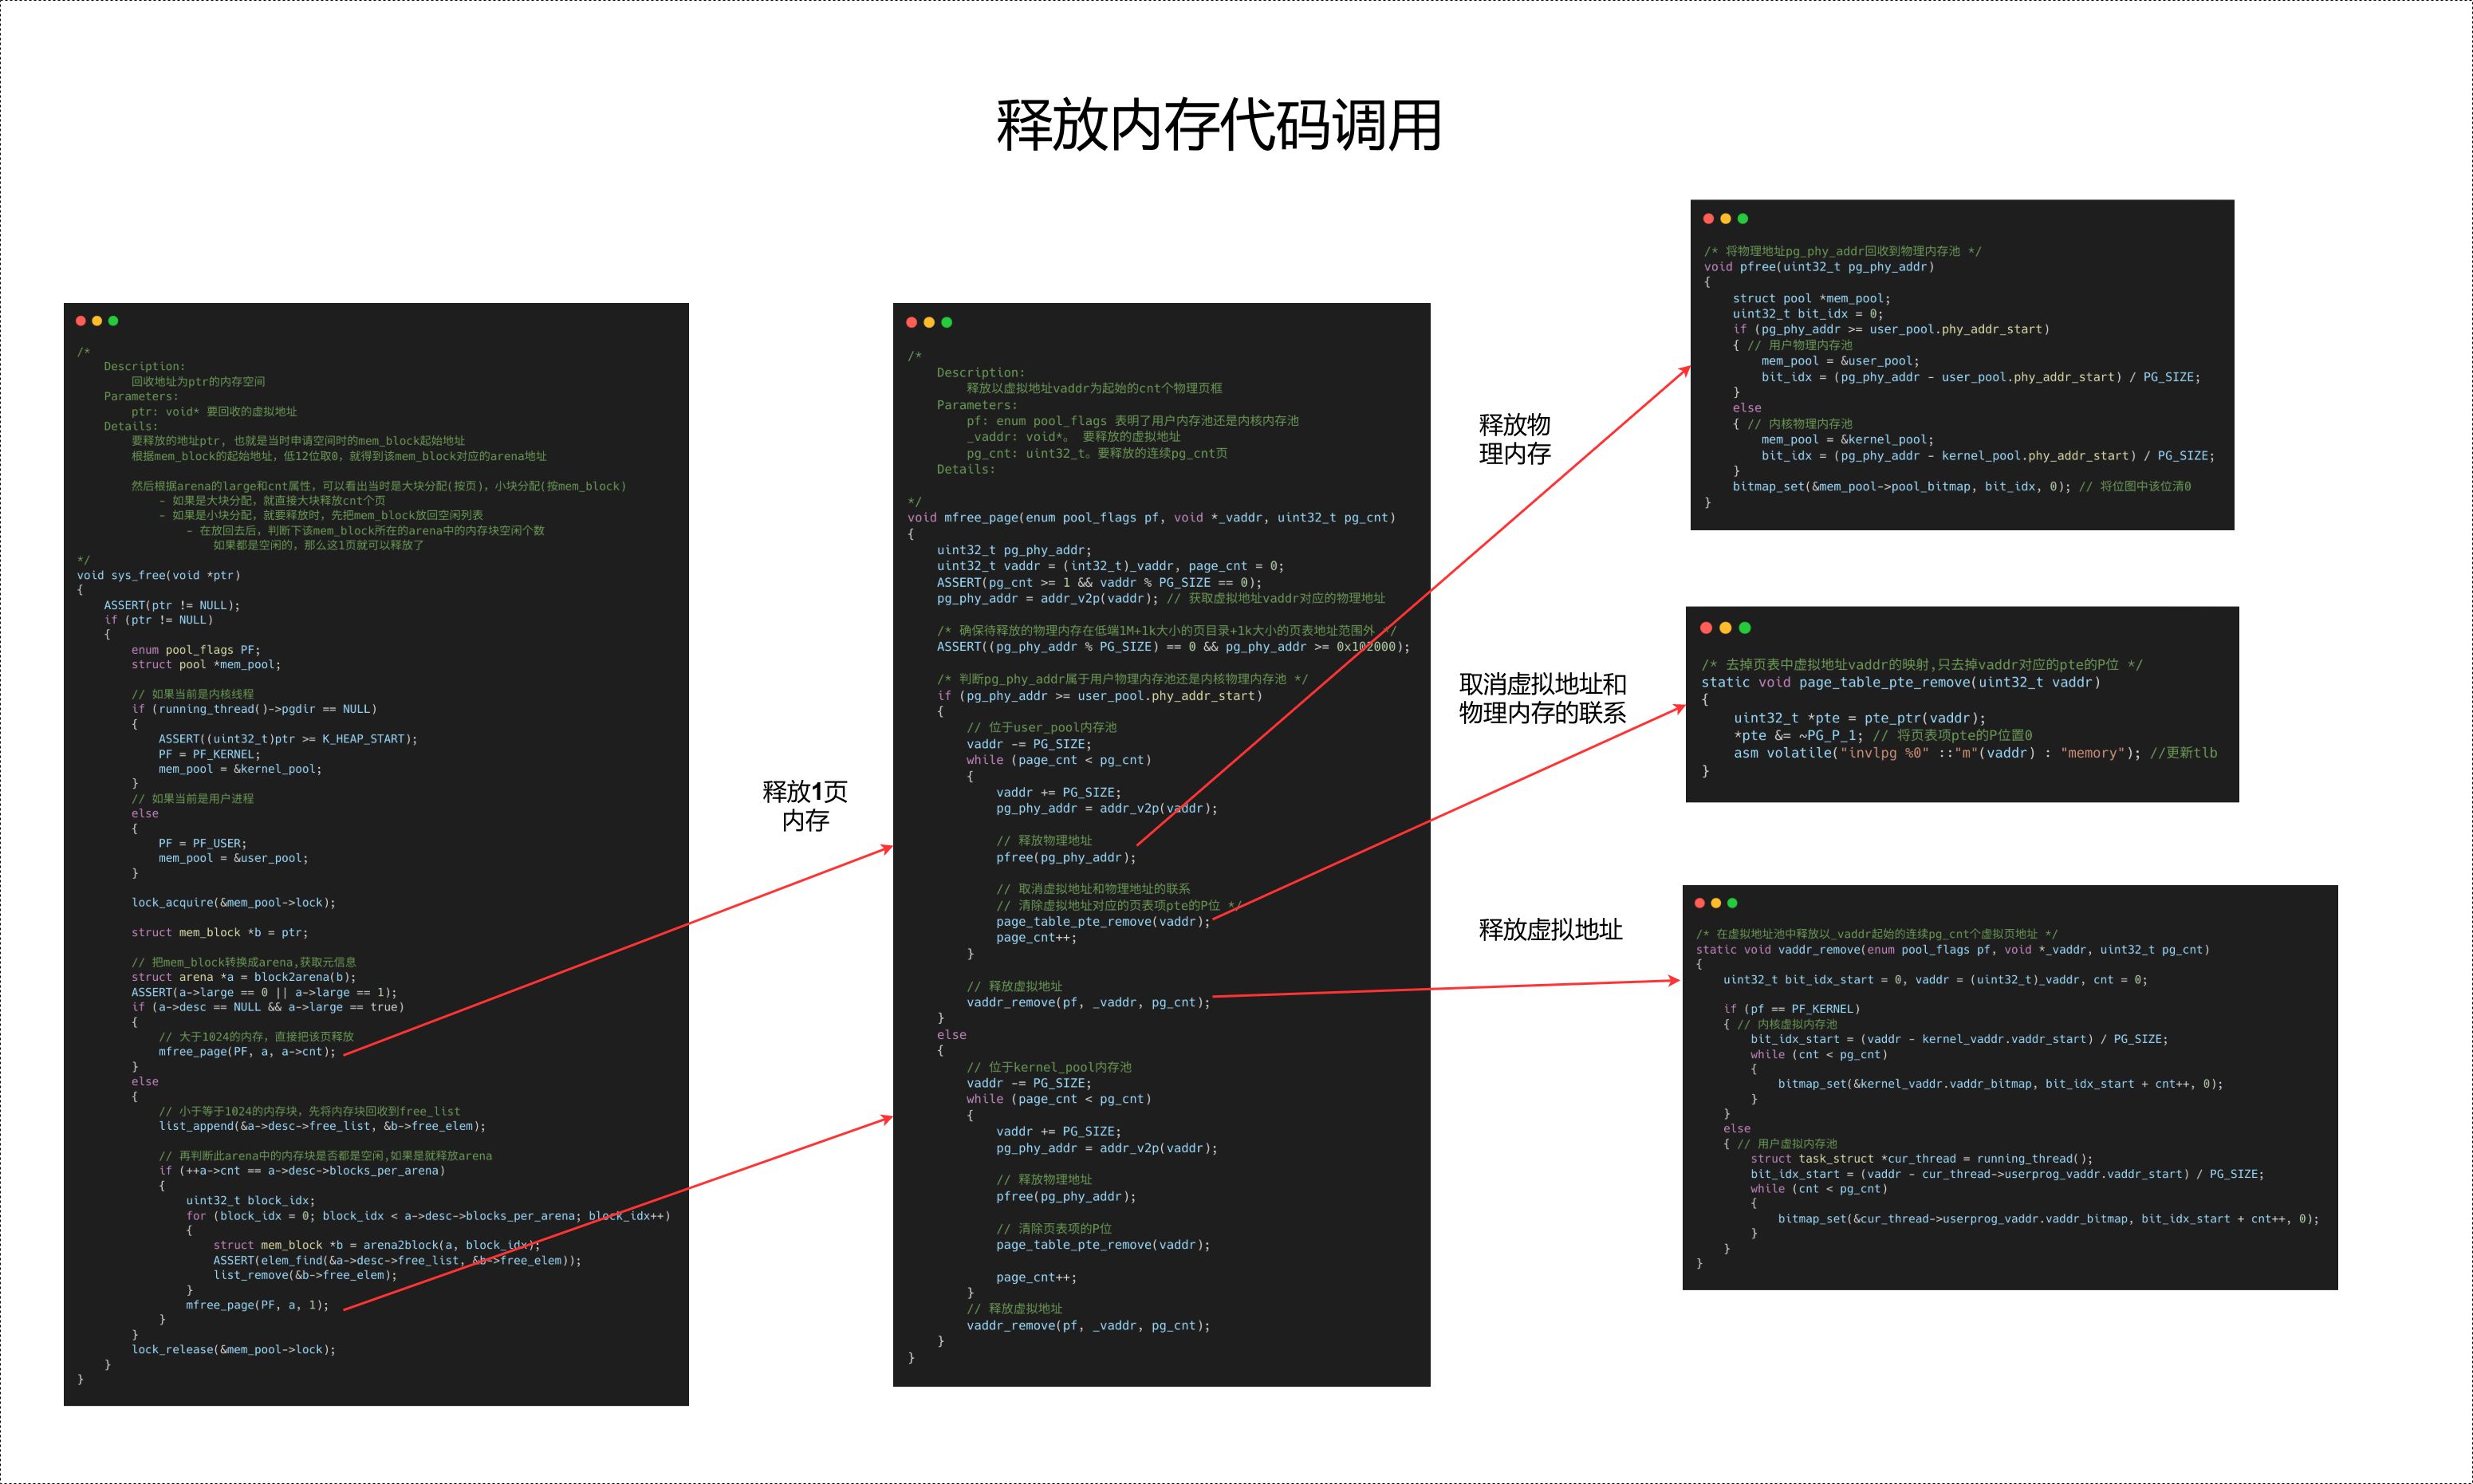 释放内存代码调用
/*
    Description:
        回收地址为ptr的内存空间
    Parameters:
        ptr: void* 要回收的虚拟地址
    Details:
        要释放的地址ptr, 也就是当时申请空间时的mem_block起始地址
        根据mem_block的起始地址，低12位取0，就得到该mem_block对应的arena地址

        然后根据arena的large和cnt属性，可以看出当时是大块分配(按页)，小块分配(按mem_block)
            - 如果是大块分配，就直接大块释放cnt个页
            - 如果是小块分配，就要释放时，先把mem_block放回空闲列表
                - 在放回去后，判断下该mem_block所在的arena中的内存块空闲个数
                    如果都是空闲的，那么这1页就可以释放了
*/
void sys_free(void *ptr)
{
    ASSERT(ptr != NULL);
    if (ptr != NULL)
    {
        enum pool_flags PF;
        struct pool *mem_pool;

        // 如果当前是内核线程
        if (running_thread()->pgdir == NULL)
        {
            ASSERT((uint32_t)ptr >= K_HEAP_START);
            PF = PF_KERNEL;
            mem_pool = &kernel_pool;
        }
        // 如果当前是用户进程
        else
        {
            PF = PF_USER;
            mem_pool = &user_pool;
        }

        lock_acquire(&mem_pool->lock);

        struct mem_block *b = ptr;

        // 把mem_block转换成arena,获取元信息
        struct arena *a = block2arena(b);
        ASSERT(a->large == 0 || a->large == 1);
        if (a->desc == NULL && a->large == true)
        {
            // 大于1024的内存，直接把该页释放
            mfree_page(PF, a, a->cnt);
        }
        else
        {
            // 小于等于1024的内存块，先将内存块回收到free_list
            list_append(&a->desc->free_list, &b->free_elem);

            // 再判断此arena中的内存块是否都是空闲,如果是就释放arena
            if (++a->cnt == a->desc->blocks_per_arena)
            {
                uint32_t block_idx;
                for (block_idx = 0; block_idx < a->desc->blocks_per_arena; block_idx++)
                {
                    struct mem_block *b = arena2block(a, block_idx);
                    ASSERT(elem_find(&a->desc->free_list, &b->free_elem));
                    list_remove(&b->free_elem);
                }
                mfree_page(PF, a, 1);
            }
        }
        lock_release(&mem_pool->lock);
    }
}
释放1页
内存
/*
    Description:
        释放以虚拟地址vaddr为起始的cnt个物理页框
    Parameters:
        pf: enum pool_flags 表明了用户内存池还是内核内存池
        _vaddr: void*。 要释放的虚拟地址
        pg_cnt: uint32_t。要释放的连续pg_cnt页
    Details:

*/
void mfree_page(enum pool_flags pf, void *_vaddr, uint32_t pg_cnt)
{
    uint32_t pg_phy_addr;
    uint32_t vaddr = (int32_t)_vaddr, page_cnt = 0;
    ASSERT(pg_cnt >= 1 && vaddr % PG_SIZE == 0);
    pg_phy_addr = addr_v2p(vaddr); // 获取虚拟地址vaddr对应的物理地址

    /* 确保待释放的物理内存在低端1M+1k大小的页目录+1k大小的页表地址范围外 */
    ASSERT((pg_phy_addr % PG_SIZE) == 0 && pg_phy_addr >= 0x102000);

    /* 判断pg_phy_addr属于用户物理内存池还是内核物理内存池 */
    if (pg_phy_addr >= user_pool.phy_addr_start)
    {
        // 位于user_pool内存池
        vaddr -= PG_SIZE;
        while (page_cnt < pg_cnt)
        {
            vaddr += PG_SIZE;
            pg_phy_addr = addr_v2p(vaddr);

            // 释放物理地址
            pfree(pg_phy_addr);

            // 取消虚拟地址和物理地址的联系
            // 清除虚拟地址对应的页表项pte的P位 */
            page_table_pte_remove(vaddr);
            page_cnt++;
        }

        // 释放虚拟地址
        vaddr_remove(pf, _vaddr, pg_cnt);
    }
    else
    {
        // 位于kernel_pool内存池
        vaddr -= PG_SIZE;
        while (page_cnt < pg_cnt)
        {
            vaddr += PG_SIZE;
            pg_phy_addr = addr_v2p(vaddr);

            // 释放物理地址
            pfree(pg_phy_addr);

            // 清除页表项的P位
            page_table_pte_remove(vaddr);

            page_cnt++;
        }
        // 释放虚拟地址
        vaddr_remove(pf, _vaddr, pg_cnt);
    }
}
释放物
理内存
/* 将物理地址pg_phy_addr回收到物理内存池 */
void pfree(uint32_t pg_phy_addr)
{
    struct pool *mem_pool;
    uint32_t bit_idx = 0;
    if (pg_phy_addr >= user_pool.phy_addr_start)
    { // 用户物理内存池
        mem_pool = &user_pool;
        bit_idx = (pg_phy_addr - user_pool.phy_addr_start) / PG_SIZE;
    }
    else
    { // 内核物理内存池
        mem_pool = &kernel_pool;
        bit_idx = (pg_phy_addr - kernel_pool.phy_addr_start) / PG_SIZE;
    }
    bitmap_set(&mem_pool->pool_bitmap, bit_idx, 0); // 将位图中该位清0
}
取消虚拟地址和
物理内存的联系
/* 去掉页表中虚拟地址vaddr的映射,只去掉vaddr对应的pte的P位 */
static void page_table_pte_remove(uint32_t vaddr)
{
    uint32_t *pte = pte_ptr(vaddr);
    *pte &= ~PG_P_1; // 将页表项pte的P位置0
    asm volatile("invlpg %0" ::"m"(vaddr) : "memory"); //更新tlb
}
释放虚拟地址
/* 在虚拟地址池中释放以_vaddr起始的连续pg_cnt个虚拟页地址 */
static void vaddr_remove(enum pool_flags pf, void *_vaddr, uint32_t pg_cnt)
{
    uint32_t bit_idx_start = 0, vaddr = (uint32_t)_vaddr, cnt = 0;

    if (pf == PF_KERNEL)
    { // 内核虚拟内存池
        bit_idx_start = (vaddr - kernel_vaddr.vaddr_start) / PG_SIZE;
        while (cnt < pg_cnt)
        {
            bitmap_set(&kernel_vaddr.vaddr_bitmap, bit_idx_start + cnt++, 0);
        }
    }
    else
    { // 用户虚拟内存池
        struct task_struct *cur_thread = running_thread();
        bit_idx_start = (vaddr - cur_thread->userprog_vaddr.vaddr_start) / PG_SIZE;
        while (cnt < pg_cnt)
        {
            bitmap_set(&cur_thread->userprog_vaddr.vaddr_bitmap, bit_idx_start + cnt++, 0);
        }
    }
}